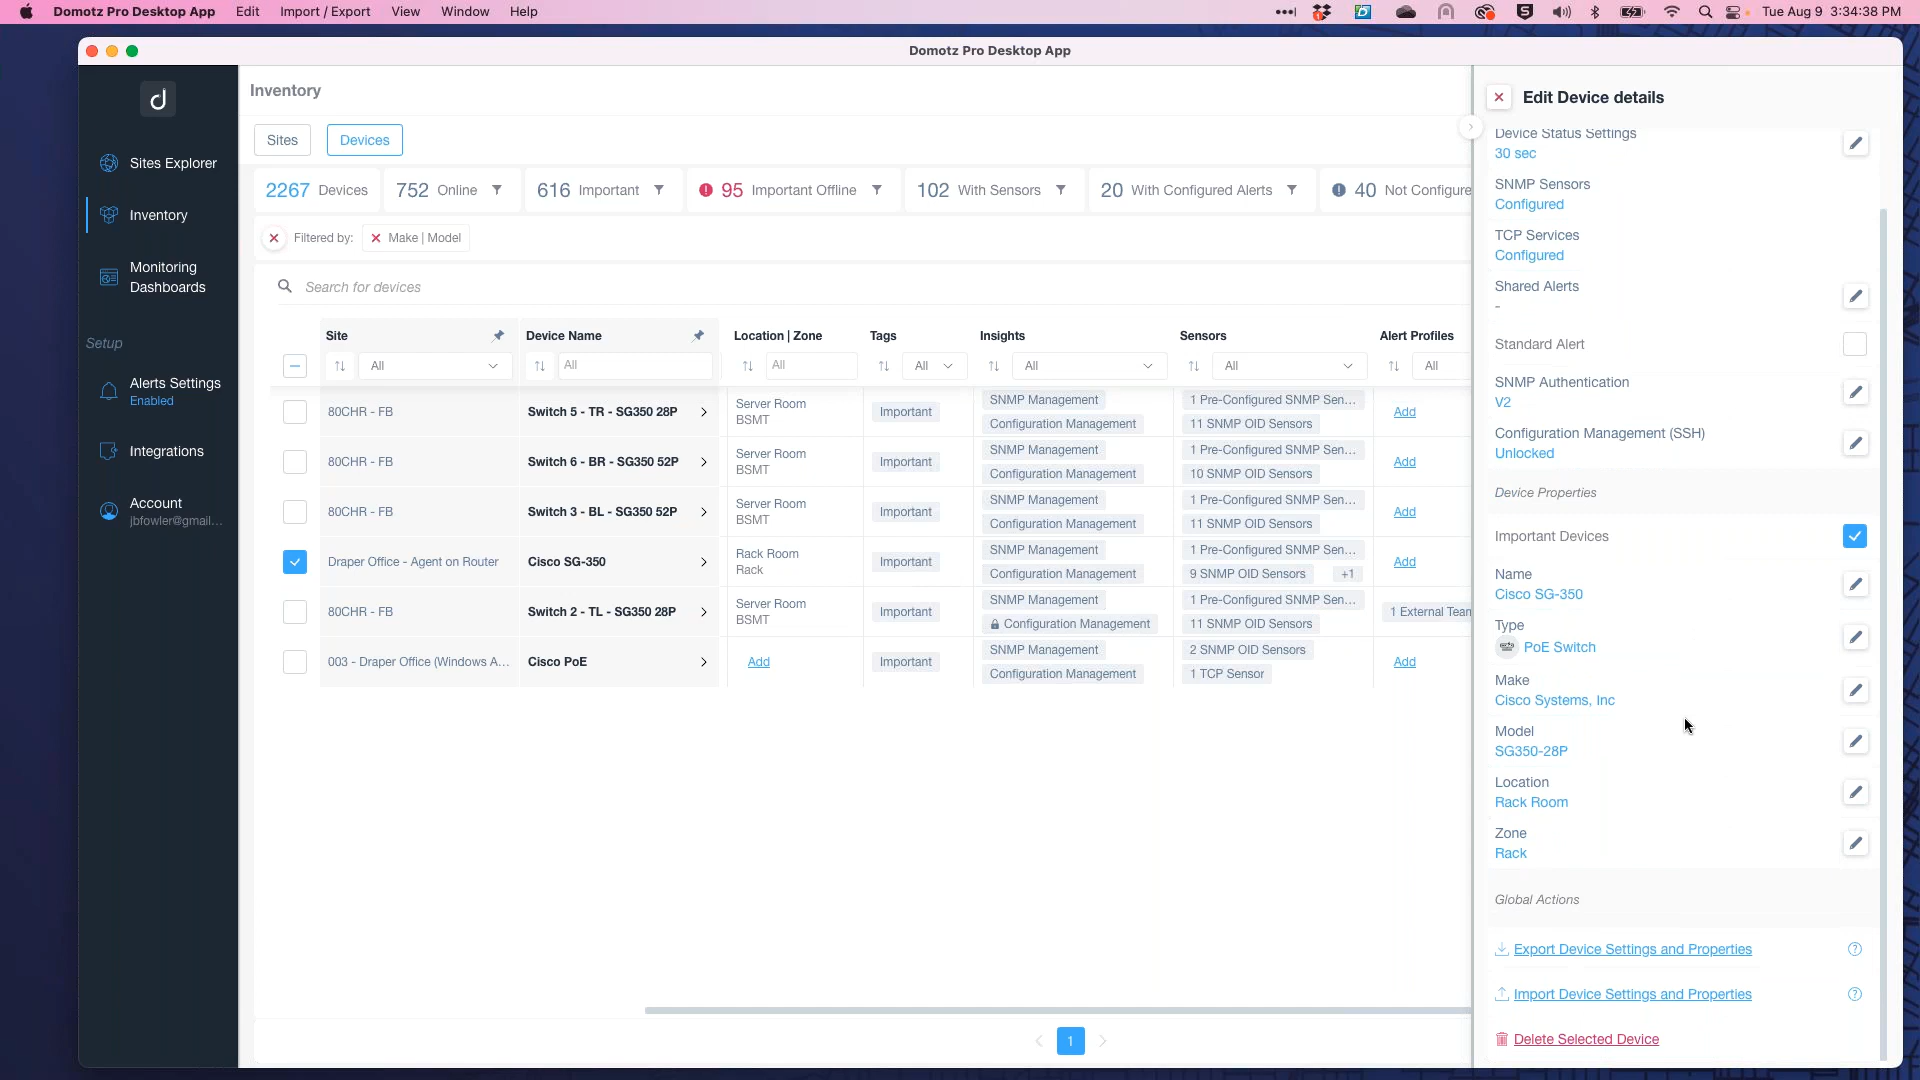 Domotz Pro Desktop App Edit Import / Export View Window Help
Tue Aug 9 3:34:38 PM
Domotz Pro Desktop App
Sites Explorer
Inventory
Monitoring
Dashboards
Setup
Alerts Settings
Enabled
Integrations
Account
jbfowler@gmail...
Inventory
Sites Devices
2267 Devices 752 Online 616 Important 95 Important Offline 102 With Sensors 20 With Configured Alerts 40 Not Configure
Filtered by: Make | Model
Search for devices
Site Device Name Location | Zone Tags Insights Sensors Alert Profiles
All All All All All All All
80CHR - FB Switch 5 - TR - SG350 28P Server Room BSMT Important SNMP Management Configuration Management 1 Pre-Configured SNMP Sen... 11 SNMP OID Sensors Add
80CHR - FB Switch 6 - BR - SG350 52P Server Room BSMT Important SNMP Management Configuration Management 1 Pre-Configured SNMP Sen... 10 SNMP OID Sensors Add
80CHR - FB Switch 3 - BL - SG350 52P Server Room BSMT Important SNMP Management Configuration Management 1 Pre-Configured SNMP Sen... 11 SNMP OID Sensors Add
Draper Office - Agent on Router Cisco SG-350 Rack Room Rack Important SNMP Management Configuration Management 1 Pre-Configured SNMP Sen... 9 SNMP OID Sensors +1 Add
80CHR - FB Switch 2 - TL - SG350 28P Server Room BSMT Important SNMP Management Configuration Management 1 Pre-Configured SNMP Sen... 11 SNMP OID Sensors 1 External Team
003 - Draper Office (Windows A... Cisco PoE Add Important SNMP Management Configuration Management 2 SNMP OID Sensors 1 TCP Sensor Add
1
Edit Device details
Device Status Settings
30 sec
SNMP Sensors
Configured
TCP Services
Configured
Shared Alerts
-
Standard Alert
SNMP Authentication
V2
Configuration Management (SSH)
Unlocked
Device Properties
Important Devices
Name
Cisco SG-350
Type
PoE Switch
Make
Cisco Systems, Inc
Model
SG350-28P
Location
Rack Room
Zone
Rack
Global Actions
Export Device Settings and Properties
Import Device Settings and Properties
Delete Selected Device